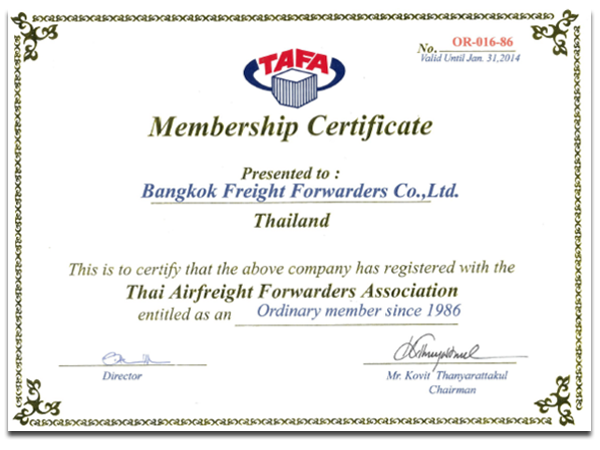 TAFA
No. OR-016-86
Valid Until Jan. 31,2014
Membership Certificate
Presented to :
Bangkok Freight Forwarders Co.,Ltd.
Thailand
This is to certify that the above company has registered with the
Thai Airfreight Forwarders Association
entitled as an Ordinary member since 1986
Director
Mr. Kovit Thanyarattakul
Chairman